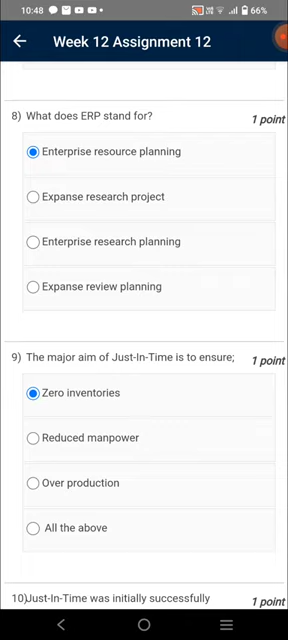 10:48 66%
Week 12 Assignment 12
8) What does ERP stand for?
1 point
Enterprise resource planning
Expanse research project
Enterprise research planning
Expanse review planning
9) The major aim of Just-In-Time is to ensure;
1 point
Zero inventories
Reduced manpower
Over production
All the above
10)Just-In-Time was initially successfully
1 point